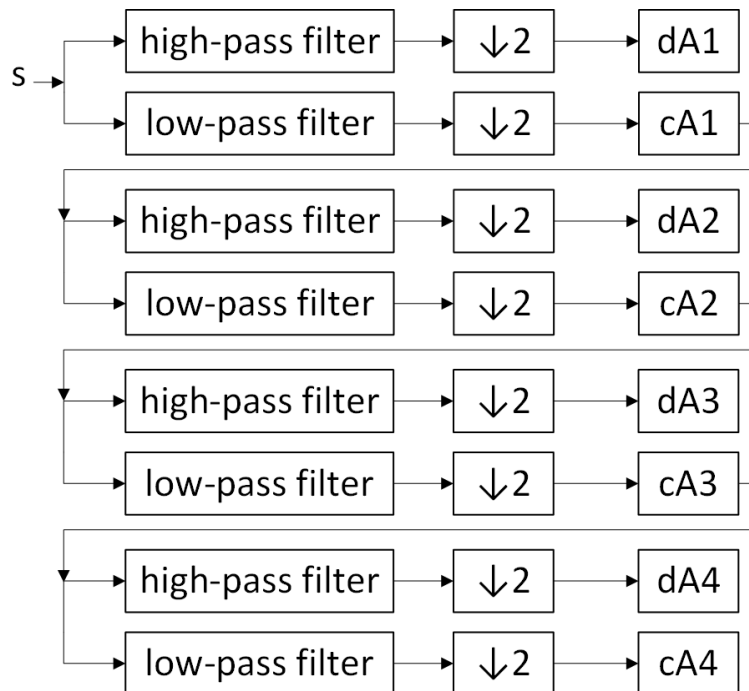 high-pass filter ↓2 dA1
s
low-pass filter ↓2 cA1
high-pass filter ↓2 dA2
low-pass filter ↓2 cA2
high-pass filter ↓2 dA3
low-pass filter ↓2 cA3
high-pass filter ↓2 dA4
low-pass filter ↓2 cA4